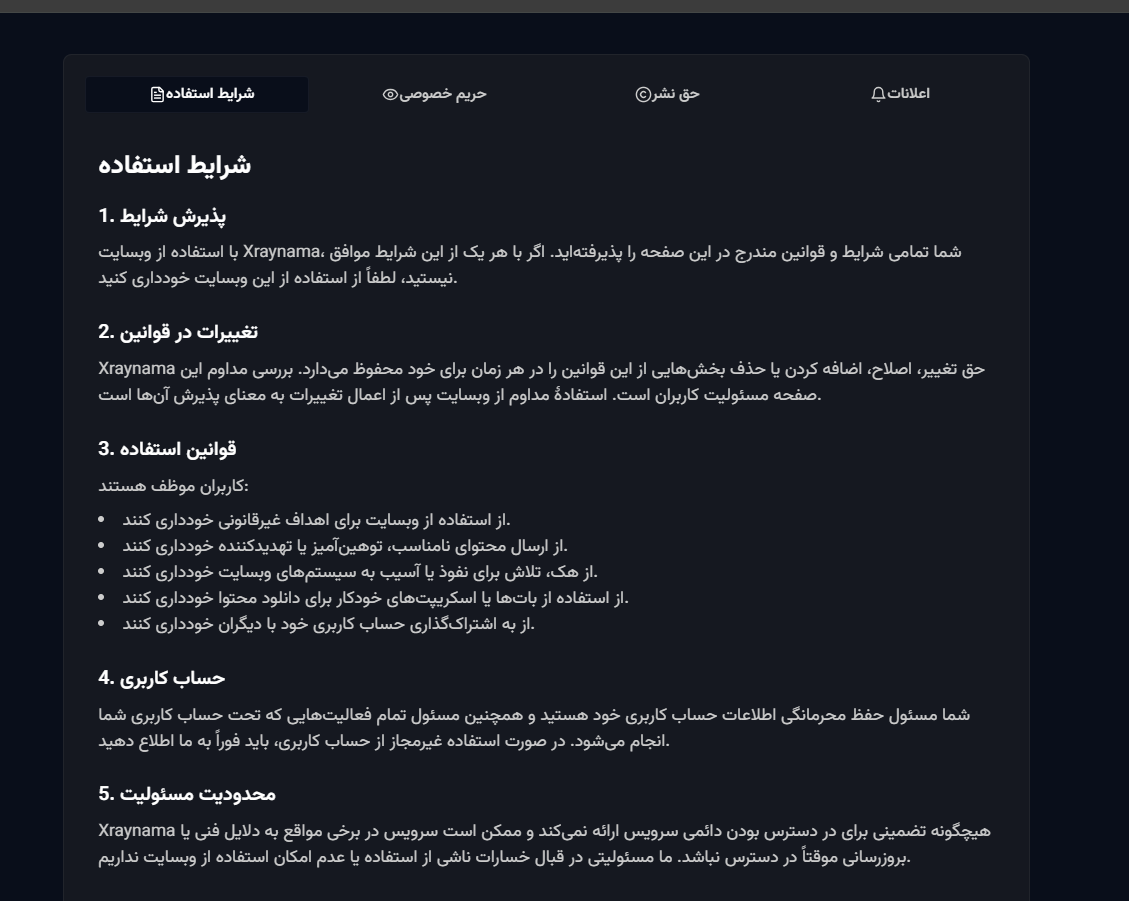 شرایط استفاده
حریم خصوصی
حق نشر
اعلانات
شرایط استفاده
1. پذیرش شرایط
با استفاده از وبسایت Xraynama، شما تمامی شرایط و قوانین مندرج در این صفحه را پذیرفته‌اید. اگر با هر یک از این شرایط موافق
نیستید، لطفاً از استفاده از این وبسایت خودداری کنید.
2. تغییرات در قوانین
Xraynama حق تغییر، اصلاح، اضافه کردن یا حذف بخش‌هایی از این قوانین را در هر زمان برای خود محفوظ می‌دارد. بررسی مداوم این
صفحه مسئولیت کاربران است. استفادهٔ مداوم از وبسایت پس از اعمال تغییرات به معنای پذیرش آن‌ها است.
3. قوانین استفاده
کاربران موظف هستند:
از استفاده از وبسایت برای اهداف غیرقانونی خودداری کنند.
از ارسال محتوای نامناسب، توهین‌آمیز یا تهدیدکننده خودداری کنند.
از هک، تلاش برای نفوذ یا آسیب به سیستم‌های وبسایت خودداری کنند.
از استفاده از بات‌ها یا اسکریپت‌های خودکار برای دانلود محتوا خودداری کنند.
از به اشتراک‌گذاری حساب کاربری خود با دیگران خودداری کنند.
4. حساب کاربری
شما مسئول حفظ محرمانگی اطلاعات حساب کاربری خود هستید و همچنین مسئول تمام فعالیت‌هایی که تحت حساب کاربری شما
انجام می‌شود. در صورت استفاده غیرمجاز از حساب کاربری، باید فوراً به ما اطلاع دهید.
5. محدودیت مسئولیت
Xraynama هیچگونه تضمینی برای در دسترس بودن دائمی سرویس ارائه نمی‌کند و ممکن است سرویس در برخی مواقع به دلایل فنی یا
بروزرسانی موقتاً در دسترس نباشد. ما مسئولیتی در قبال خسارات ناشی از استفاده یا عدم امکان استفاده از وبسایت نداریم.